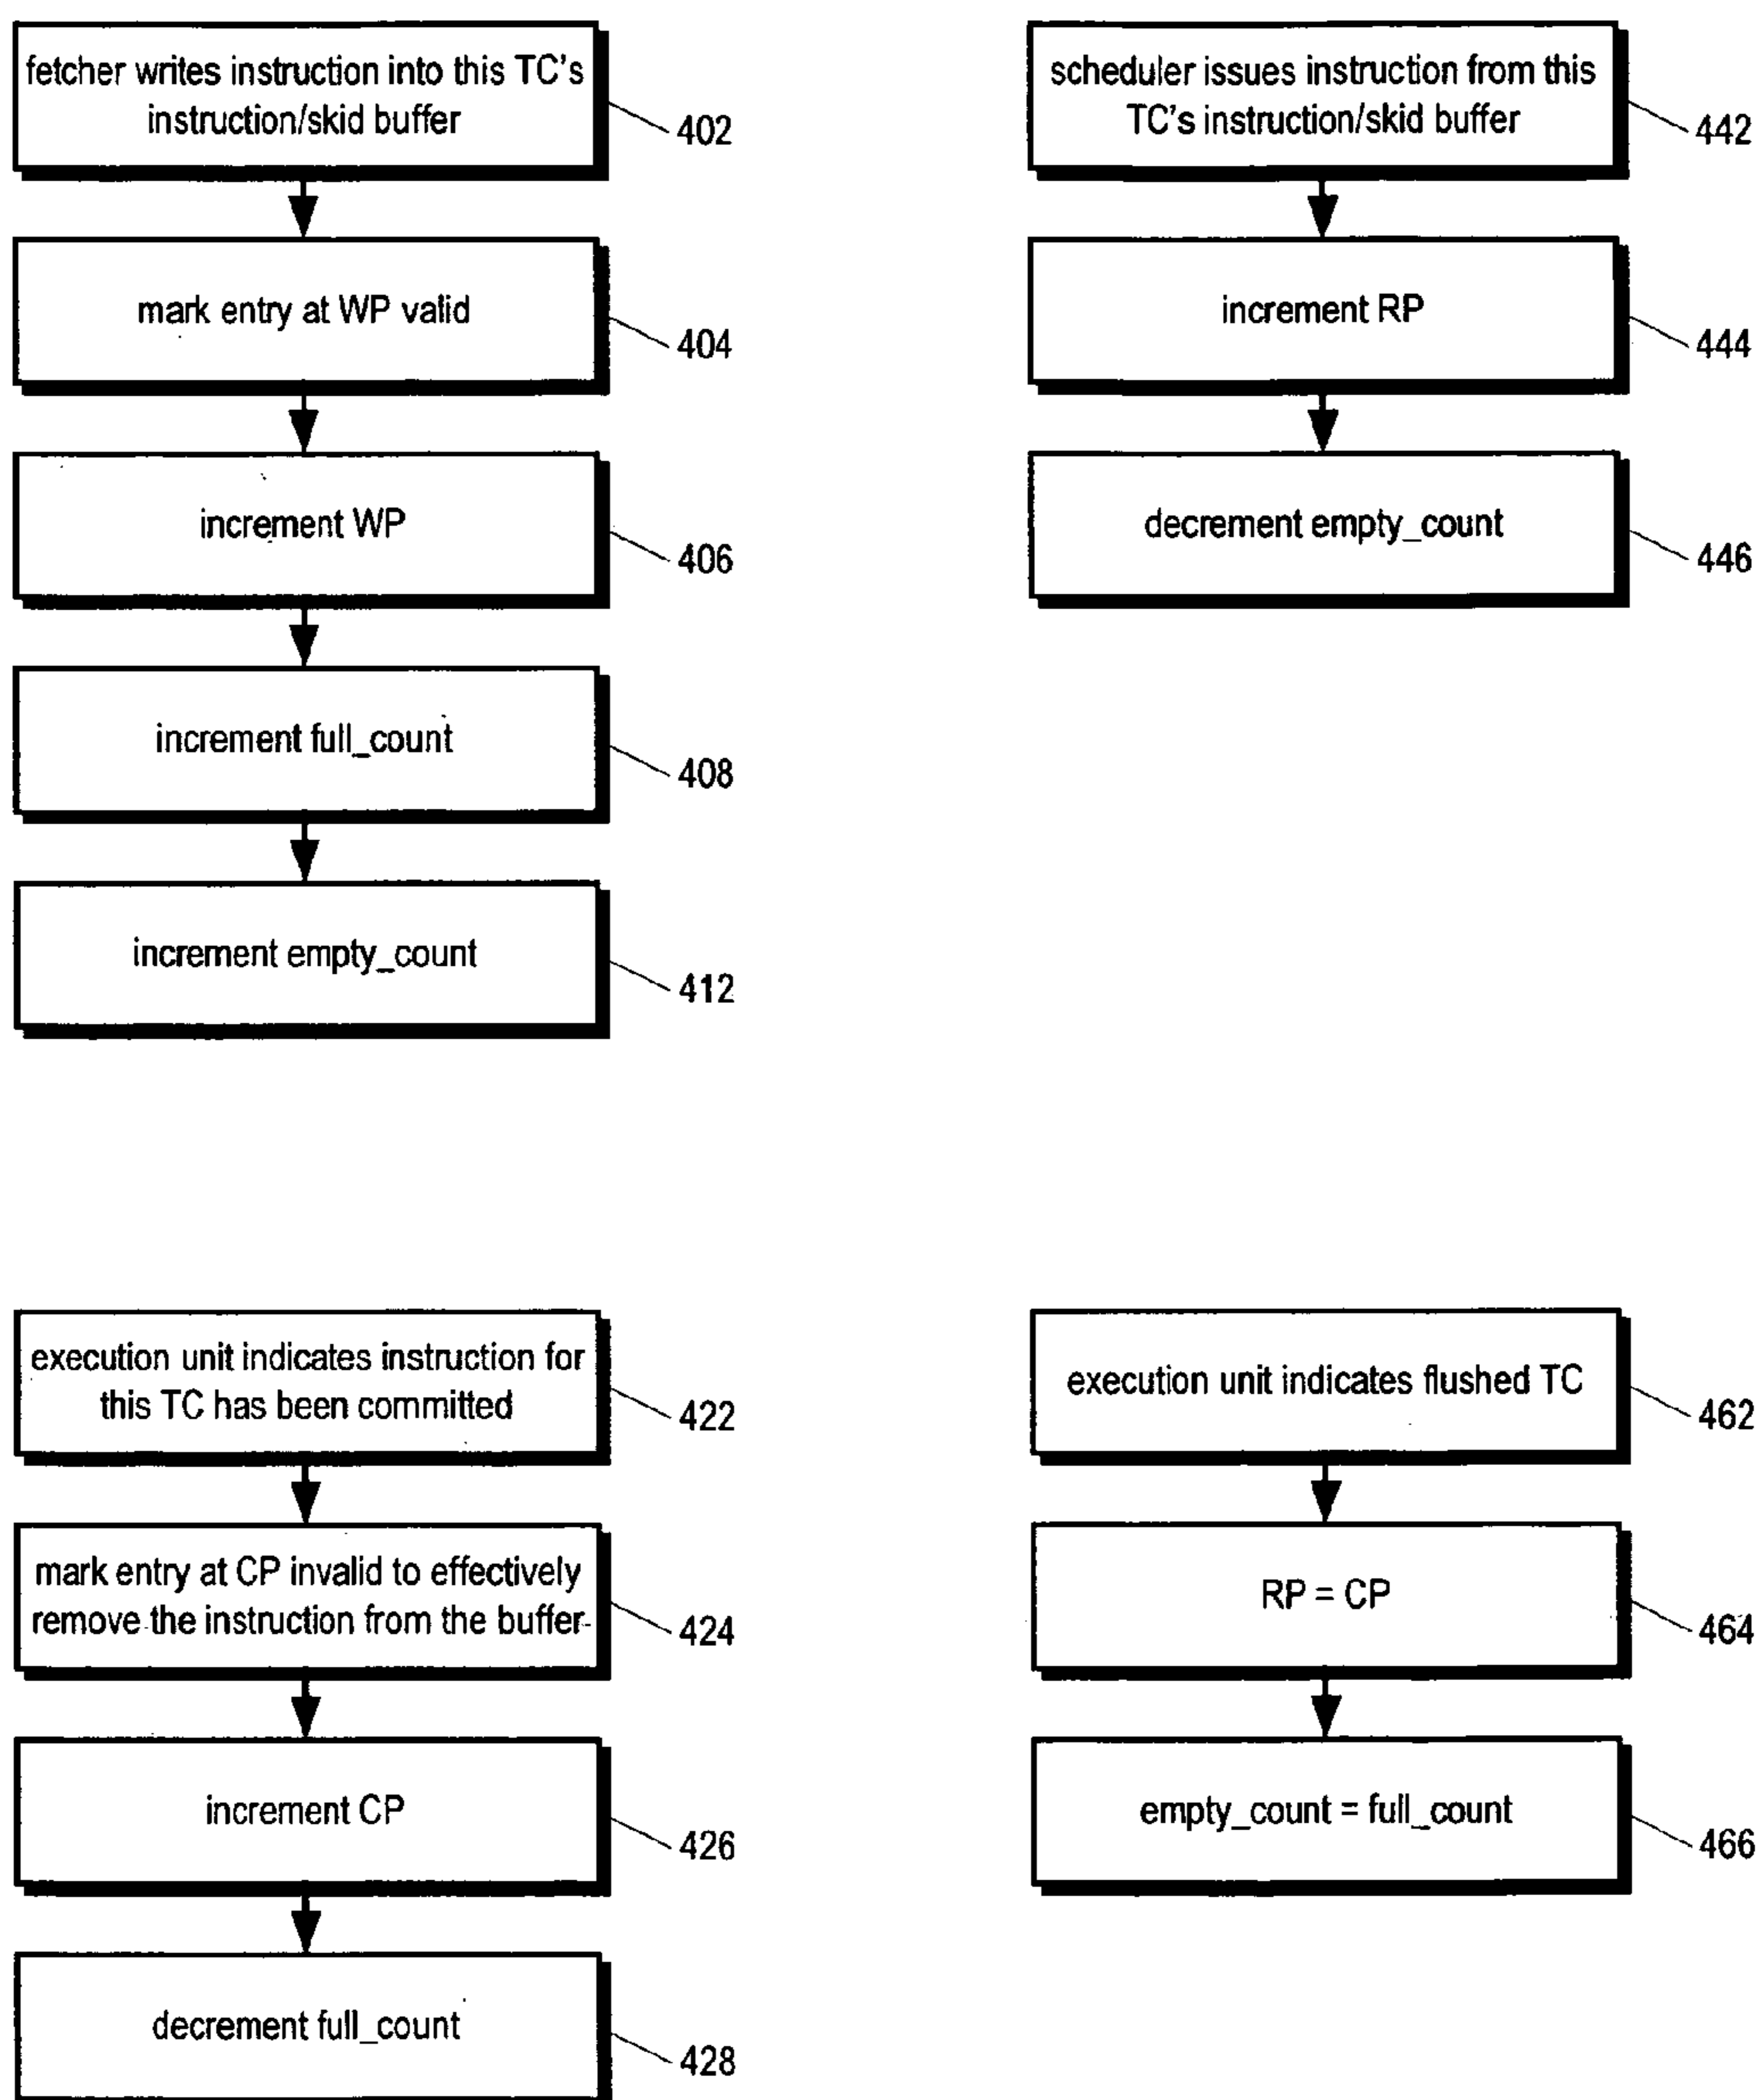 fetcher writes instruction into this TC's
instruction/skid buffer
402
mark entry at WP valid
404
increment WP
406
increment full_count
408
increment empty_count
412
scheduler issues instruction from this
TC's instruction/skid buffer
442
increment RP
444
decrement empty_count
446
execution unit indicates instruction for
this TC has been committed
422
mark entry at CP invalid to effectively
remove the instruction from the buffer
424
increment CP
426
decrement full_count
428
execution unit indicates flushed TC
462
RP = CP
464
empty_count = full_count
466